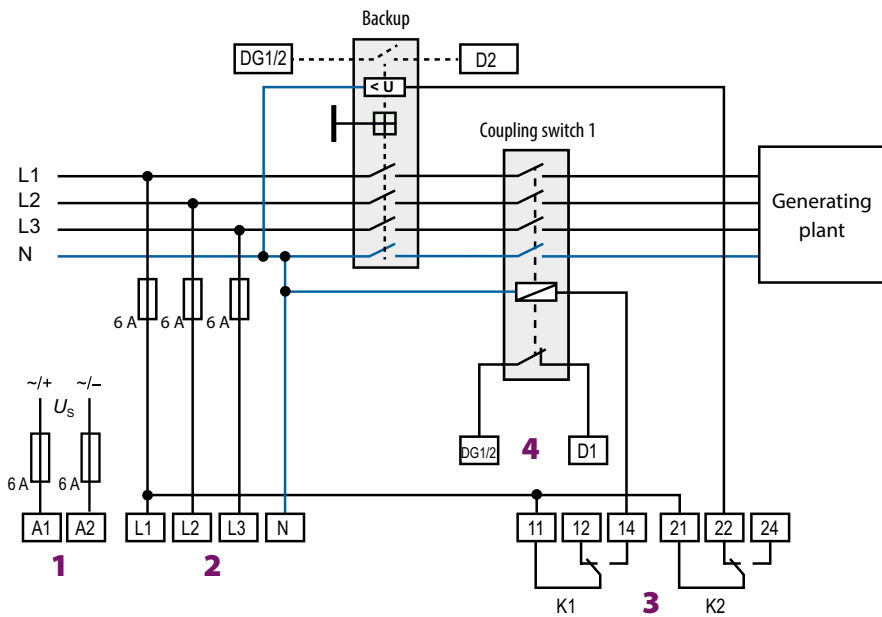 Backup
DG1/2
D2
< U
Coupling switch 1
L1
L2
L3
N
Generating
plant
6 A
6 A
6 A
~/+
~/–
US
6 A
6 A
DG1/2
4
D1
A1
A2
L1
L2
L3
N
11
12
14
21
22
24
1
2
K1
3
K2